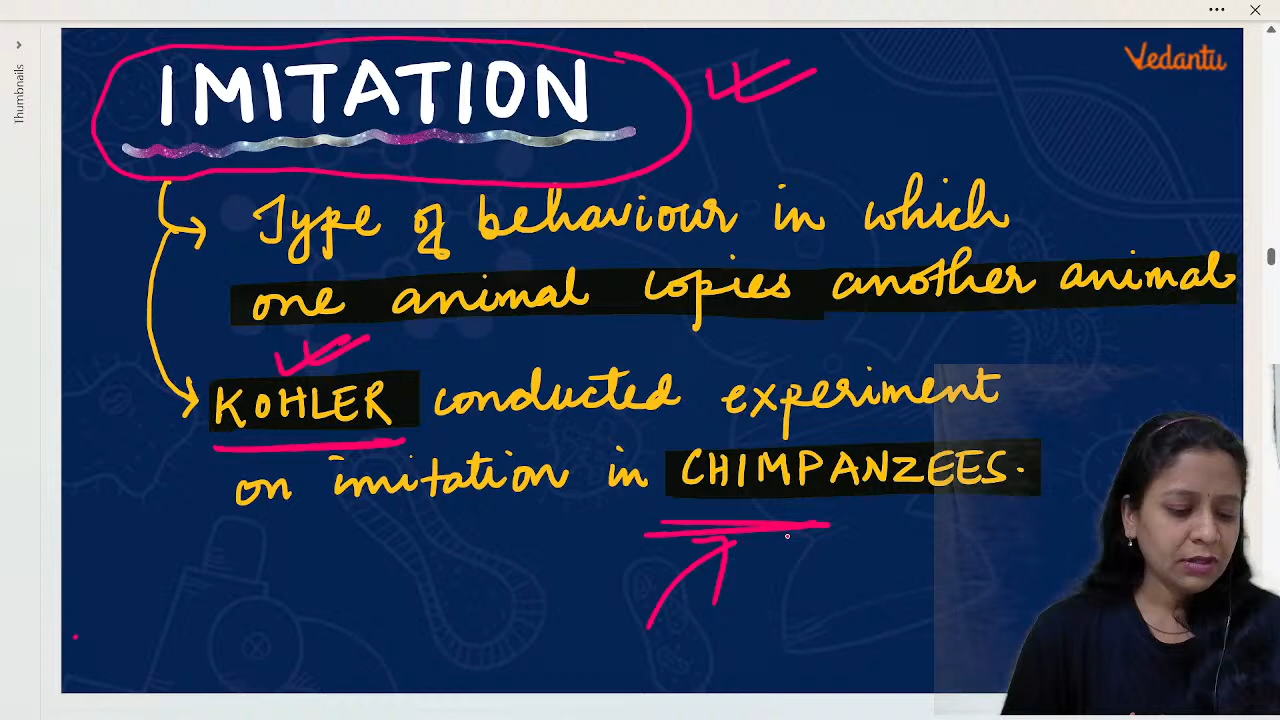 Thumbnails
IMITATION
Vedantu
Type of behaviour in which
one animal copies another animal
KOHLER conducted experiment
on imitation in CHIMPANZEES.